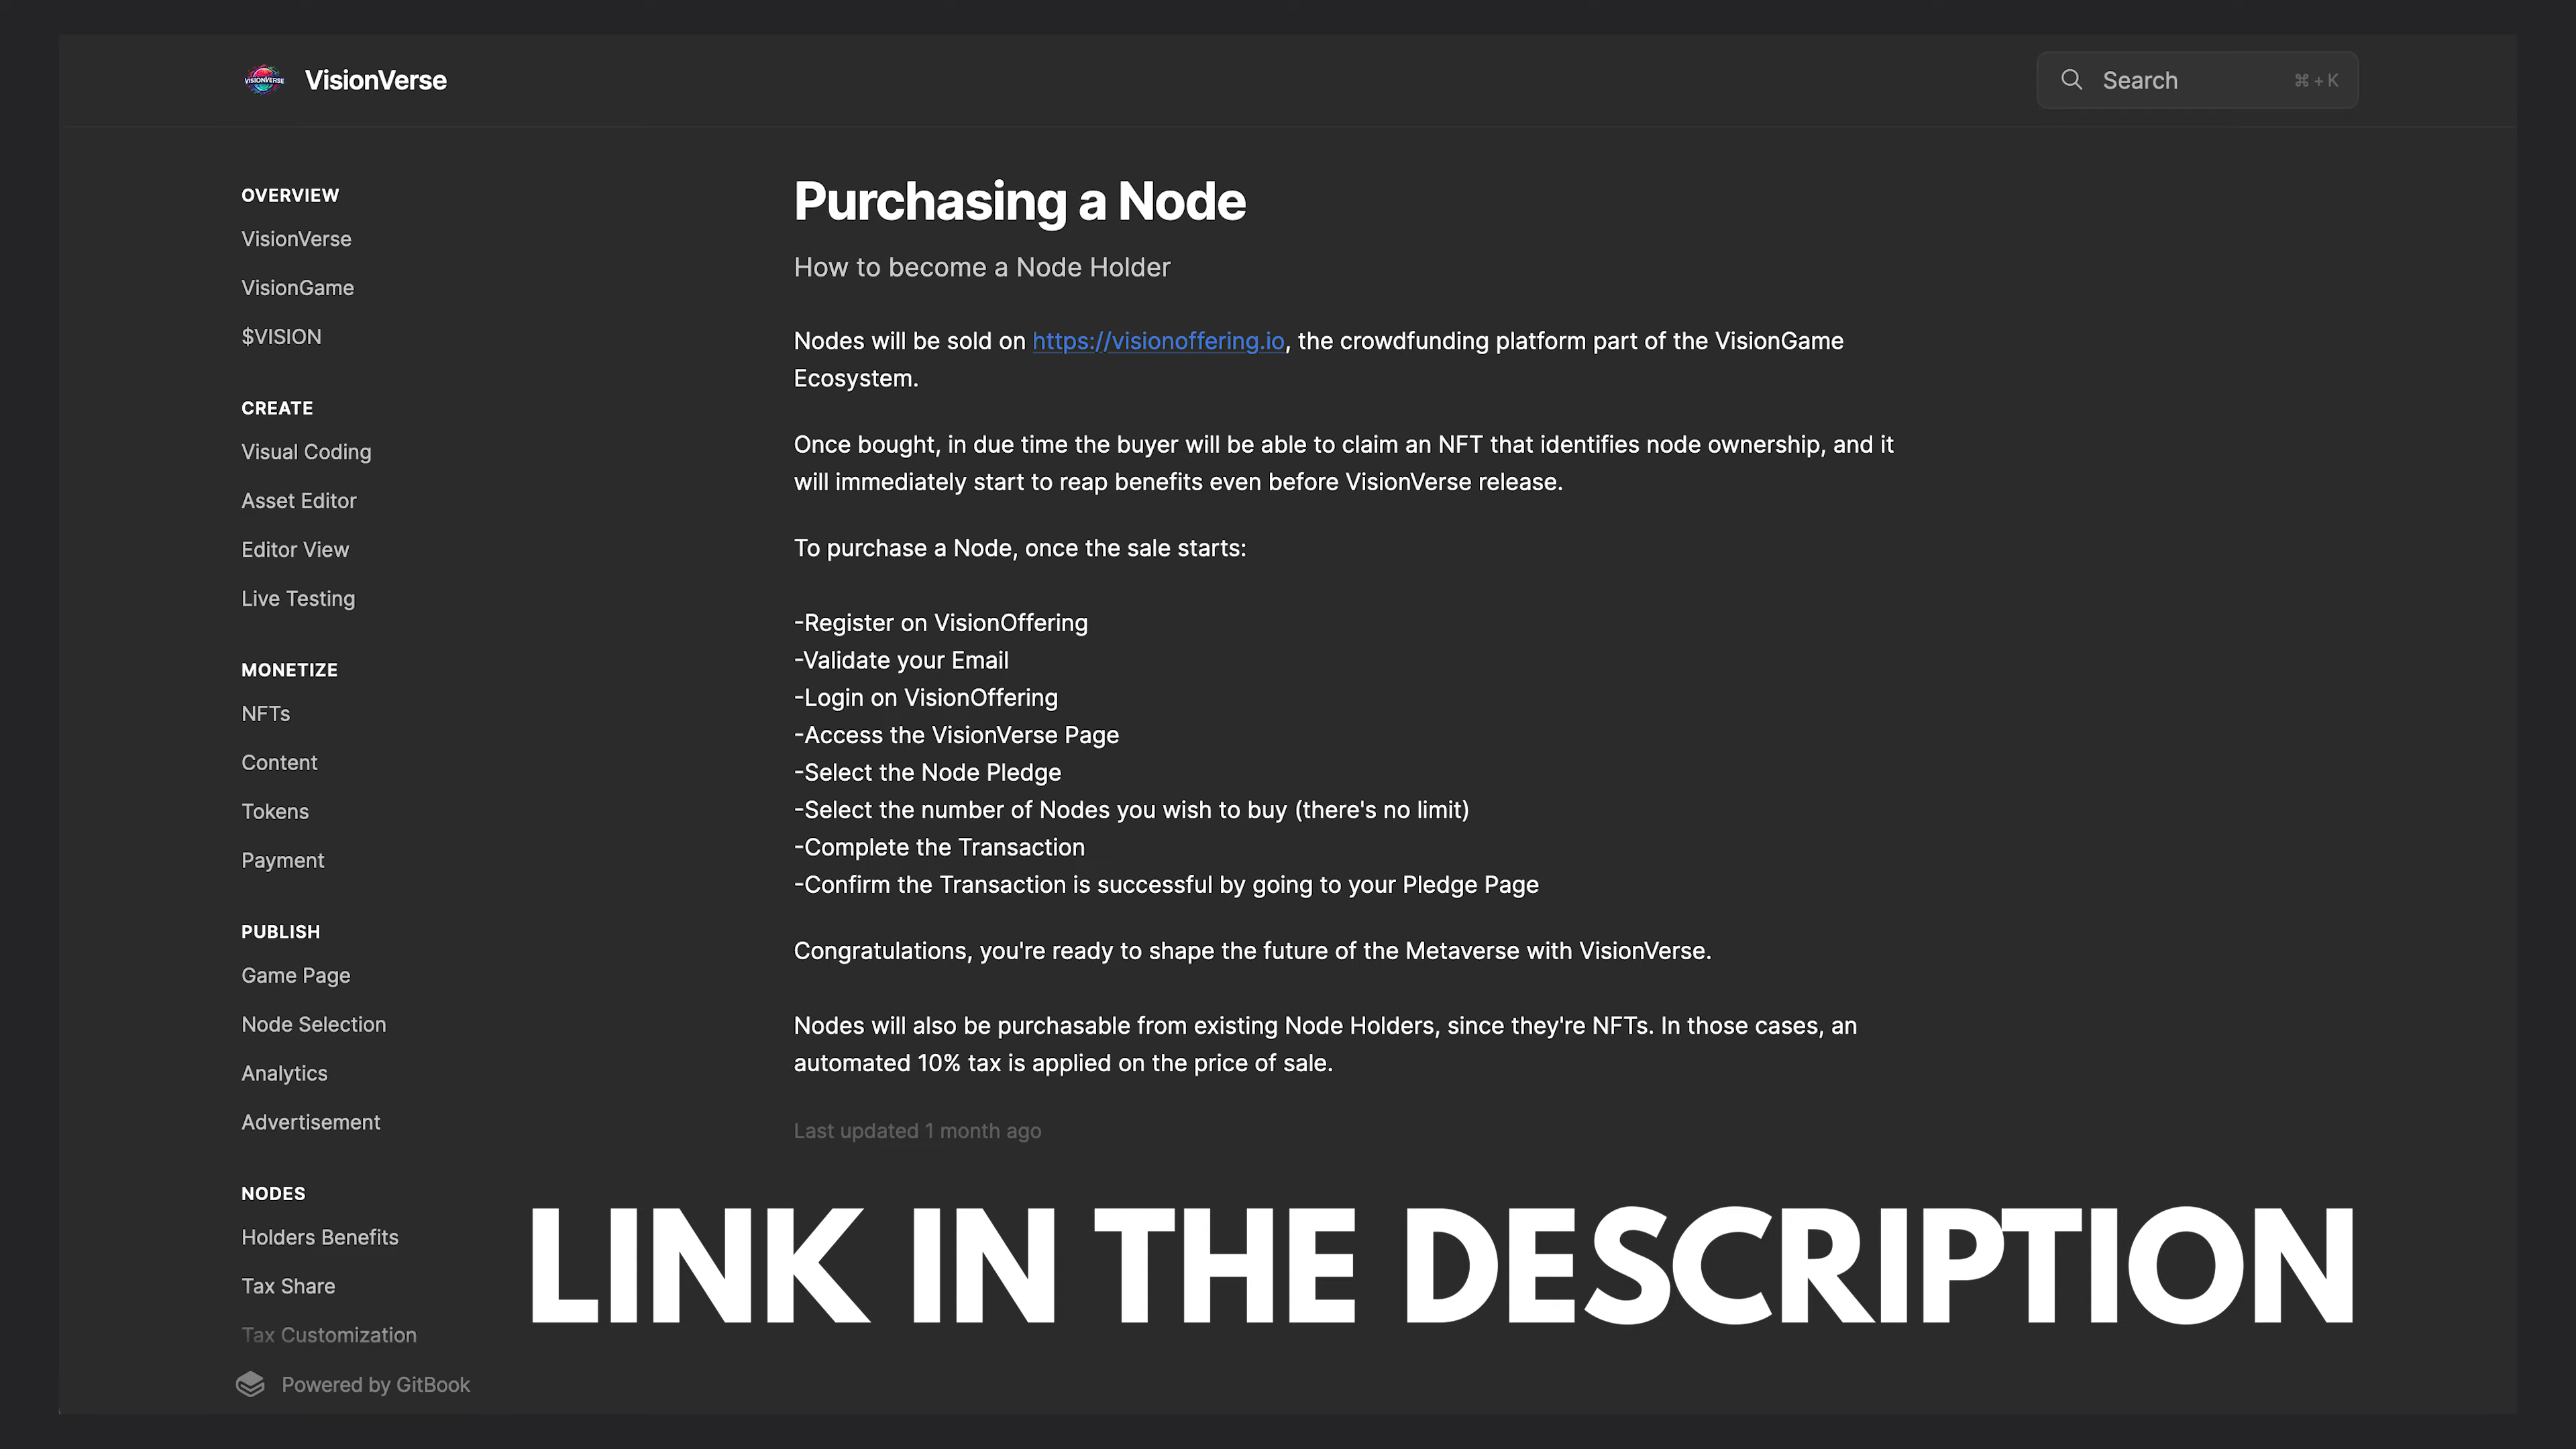 VISIONVERSE
VisionVerse
Search
⌘ + K
OVERVIEW
VisionVerse
VisionGame
$VISION
CREATE
Visual Coding
Asset Editor
Editor View
Live Testing
MONETIZE
NFTs
Content
Tokens
Payment
PUBLISH
Game Page
Node Selection
Analytics
Advertisement
NODES
Holders Benefits
Tax Share
Tax Customization
Powered by GitBook
Purchasing a Node
How to become a Node Holder
Nodes will be sold on https://visionoffering.io, the crowdfunding platform part of the VisionGame
Ecosystem.
Once bought, in due time the buyer will be able to claim an NFT that identifies node ownership, and it
will immediately start to reap benefits even before VisionVerse release.
To purchase a Node, once the sale starts:
-Register on VisionOffering
-Validate your Email
-Login on VisionOffering
-Access the VisionVerse Page
-Select the Node Pledge
-Select the number of Nodes you wish to buy (there's no limit)
-Complete the Transaction
-Confirm the Transaction is successful by going to your Pledge Page
Congratulations, you're ready to shape the future of the Metaverse with VisionVerse.
Nodes will also be purchasable from existing Node Holders, since they're NFTs. In those cases, an
automated 10% tax is applied on the price of sale.
Last updated 1 month ago
LINK IN THE DESCRIPTION